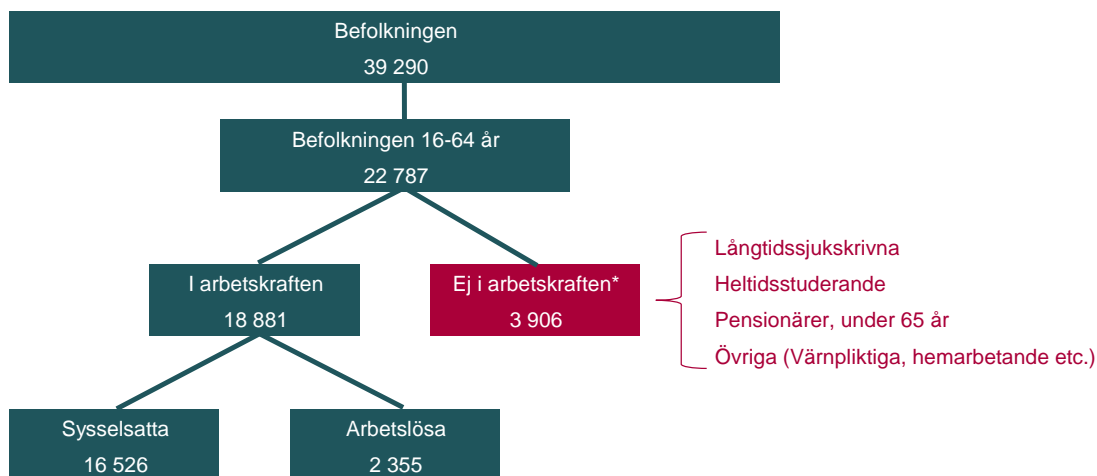 Befolkningen
39 290
Befolkningen 16-64 år
22 787
I arbetskraften
18 881
Ej i arbetskraften*
3 906
Långtidssjukskrivna
Heltidsstuderande
Pensionärer, under 65 år
Övriga (Värnpliktiga, hemarbetande etc.)
Sysselsatta
16 526
Arbetslösa
2 355